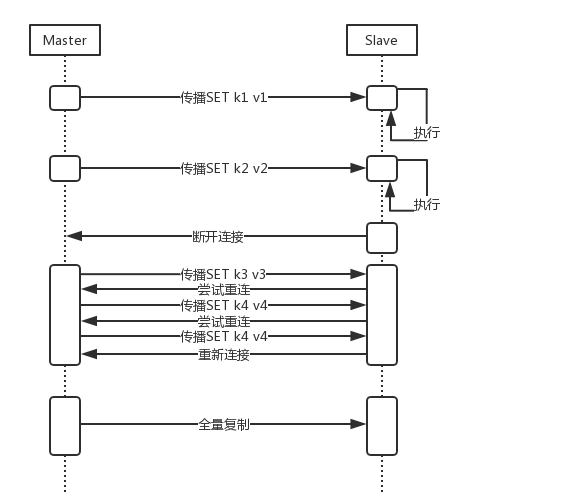 Master
Slave
传播SET k1 v1
执行
传播SET k2 v2
执行
断开连接
传播SET k3 v3
尝试重连
传播SET k4 v4
尝试重连
传播SET k4 v4
重新连接
全量复制